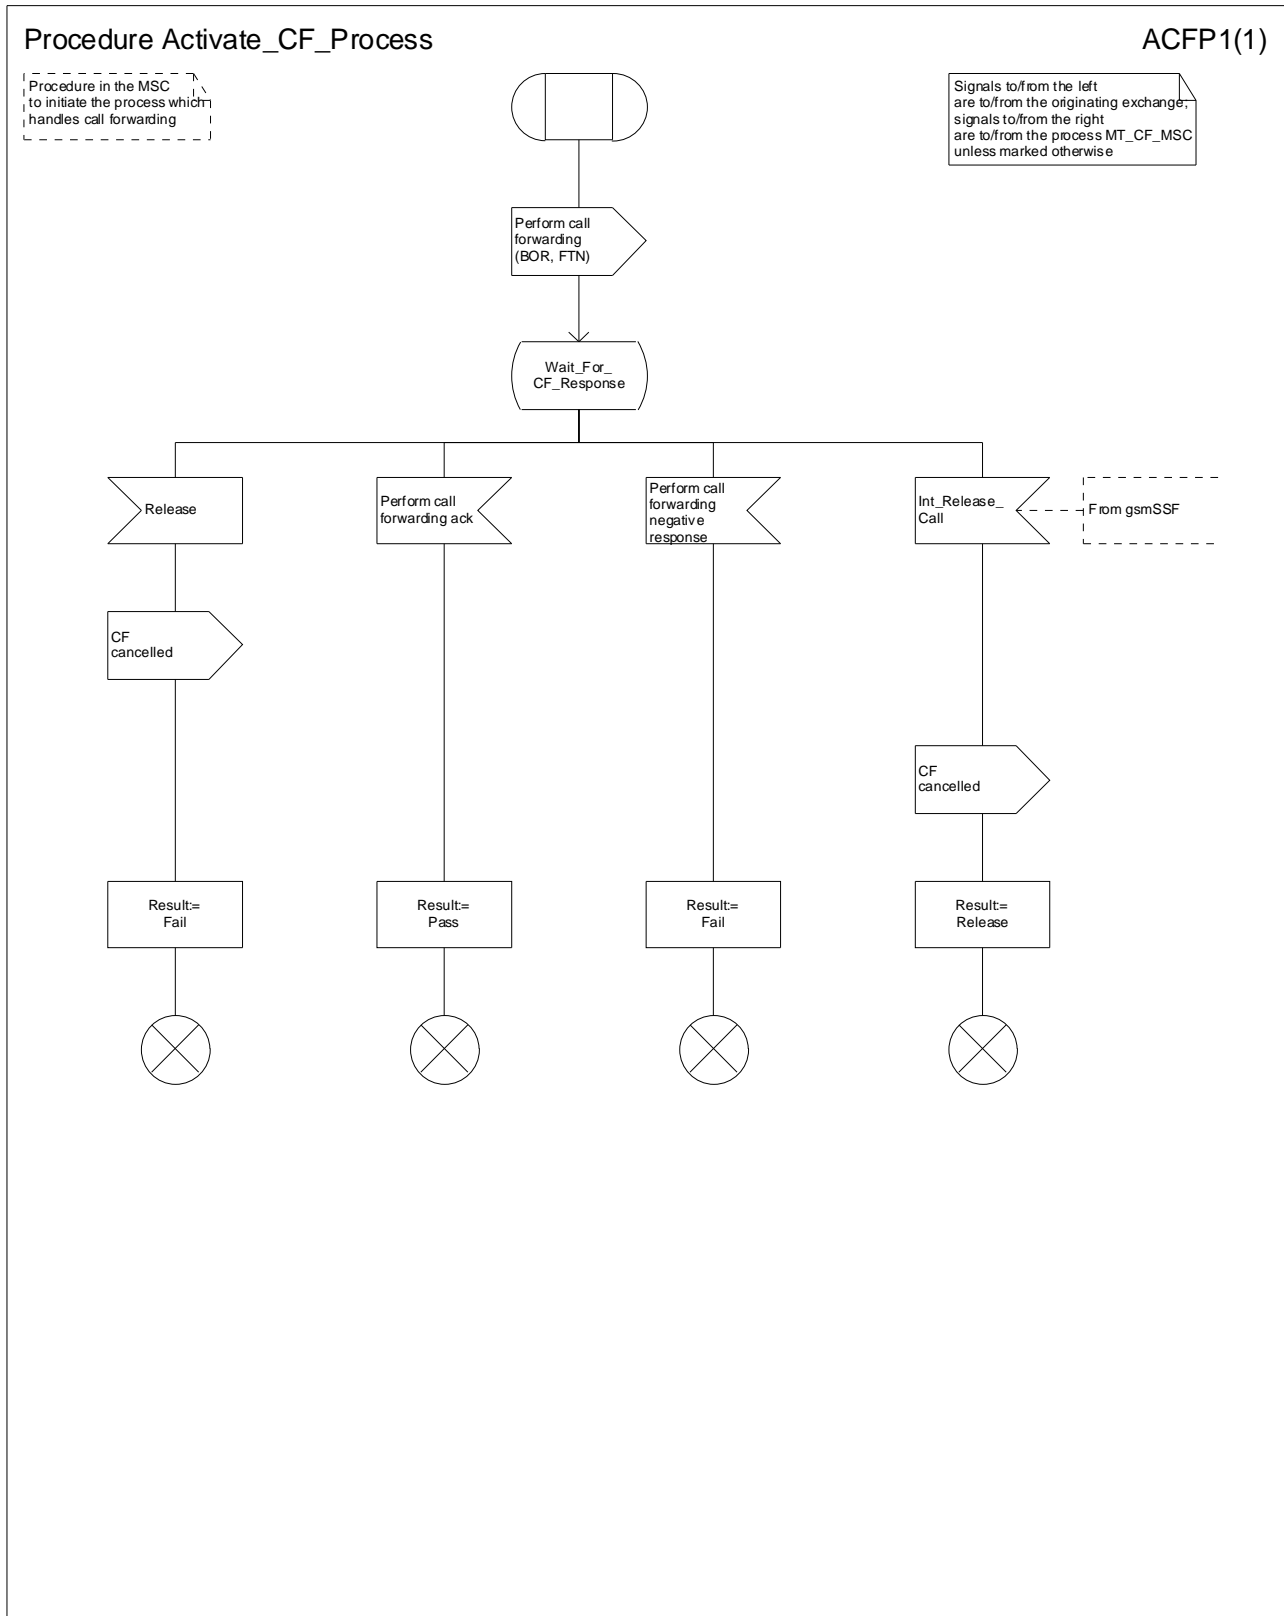 Procedure Activate_CF_Process
ACFP1(1)
Procedure in the MSC
to initiate the process which
handles call forwarding
Signals to/from the left
are to/from the originating exchange;
signals to/from the right
are to/from the process MT_CF_MSC
unless marked otherwise
Perform call
forwarding
(BOR, FTN)
Wait_For_
CF_Response
Release
Perform call
forwarding ack
Perform call
forwarding
negative
response
Int_Release_
Call
From gsmSSF
CF
cancelled
CF
cancelled
Result:=
Fail
Result:=
Pass
Result:=
Fail
Result:=
Release